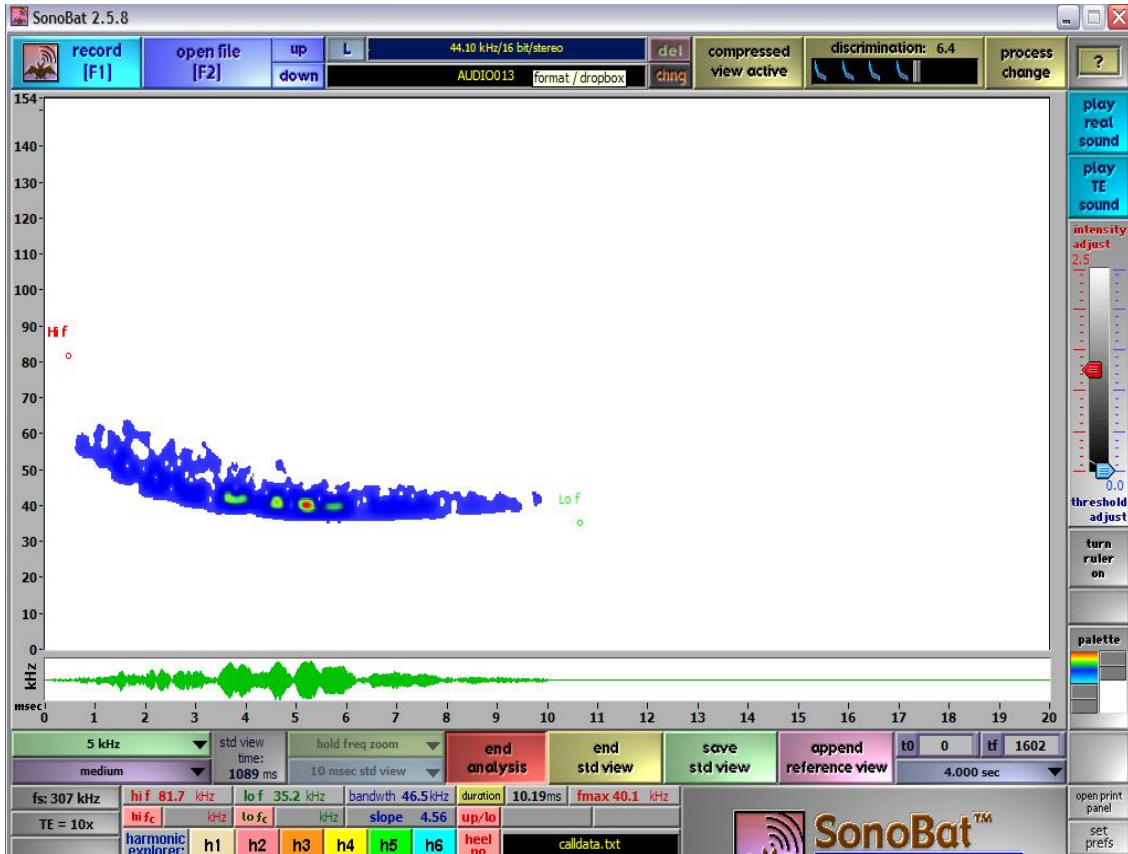 SonoBat 2.5.8
record
[F1]
open file
[F2]
up
down
L
44.10 kHz/16 bit/stereo
AUDIO013
format / dropbox
del
chng
compressed
view active
discrimination: 6.4
process
change
?
154
140
130
120
110
100
90
80
70
60
50
40
30
20
10
0
kHz
Hi f
Lo f
play
real
sound
play
TE
sound
intensity
adjust
2.5
0.0
threshold
adjust
turn
ruler
on
palette
msec
0 1 2 3 4 5 6 7 8 9 10 11 12 13 14 15 16 17 18 19 20
5 kHz
medium
std view
time:
1089 ms
hold freq zoom
10 msec std view
end
analysis
end
std view
save
std view
append
reference view
t0 0 tf 1602
4.000 sec
fs: 307 kHz
TE = 10x
hi f 81.7 kHz lo f 35.2 kHz bandwth 46.5 kHz duration 10.19ms fmax 40.1 kHz
hi fc kHz lo fc kHz slope 4.56 up/lo
harmonic
explorer:
h1 h2 h3 h4 h5 h6
heel
no
calldata.txt
SonoBat™
open print
panel
set
prefs